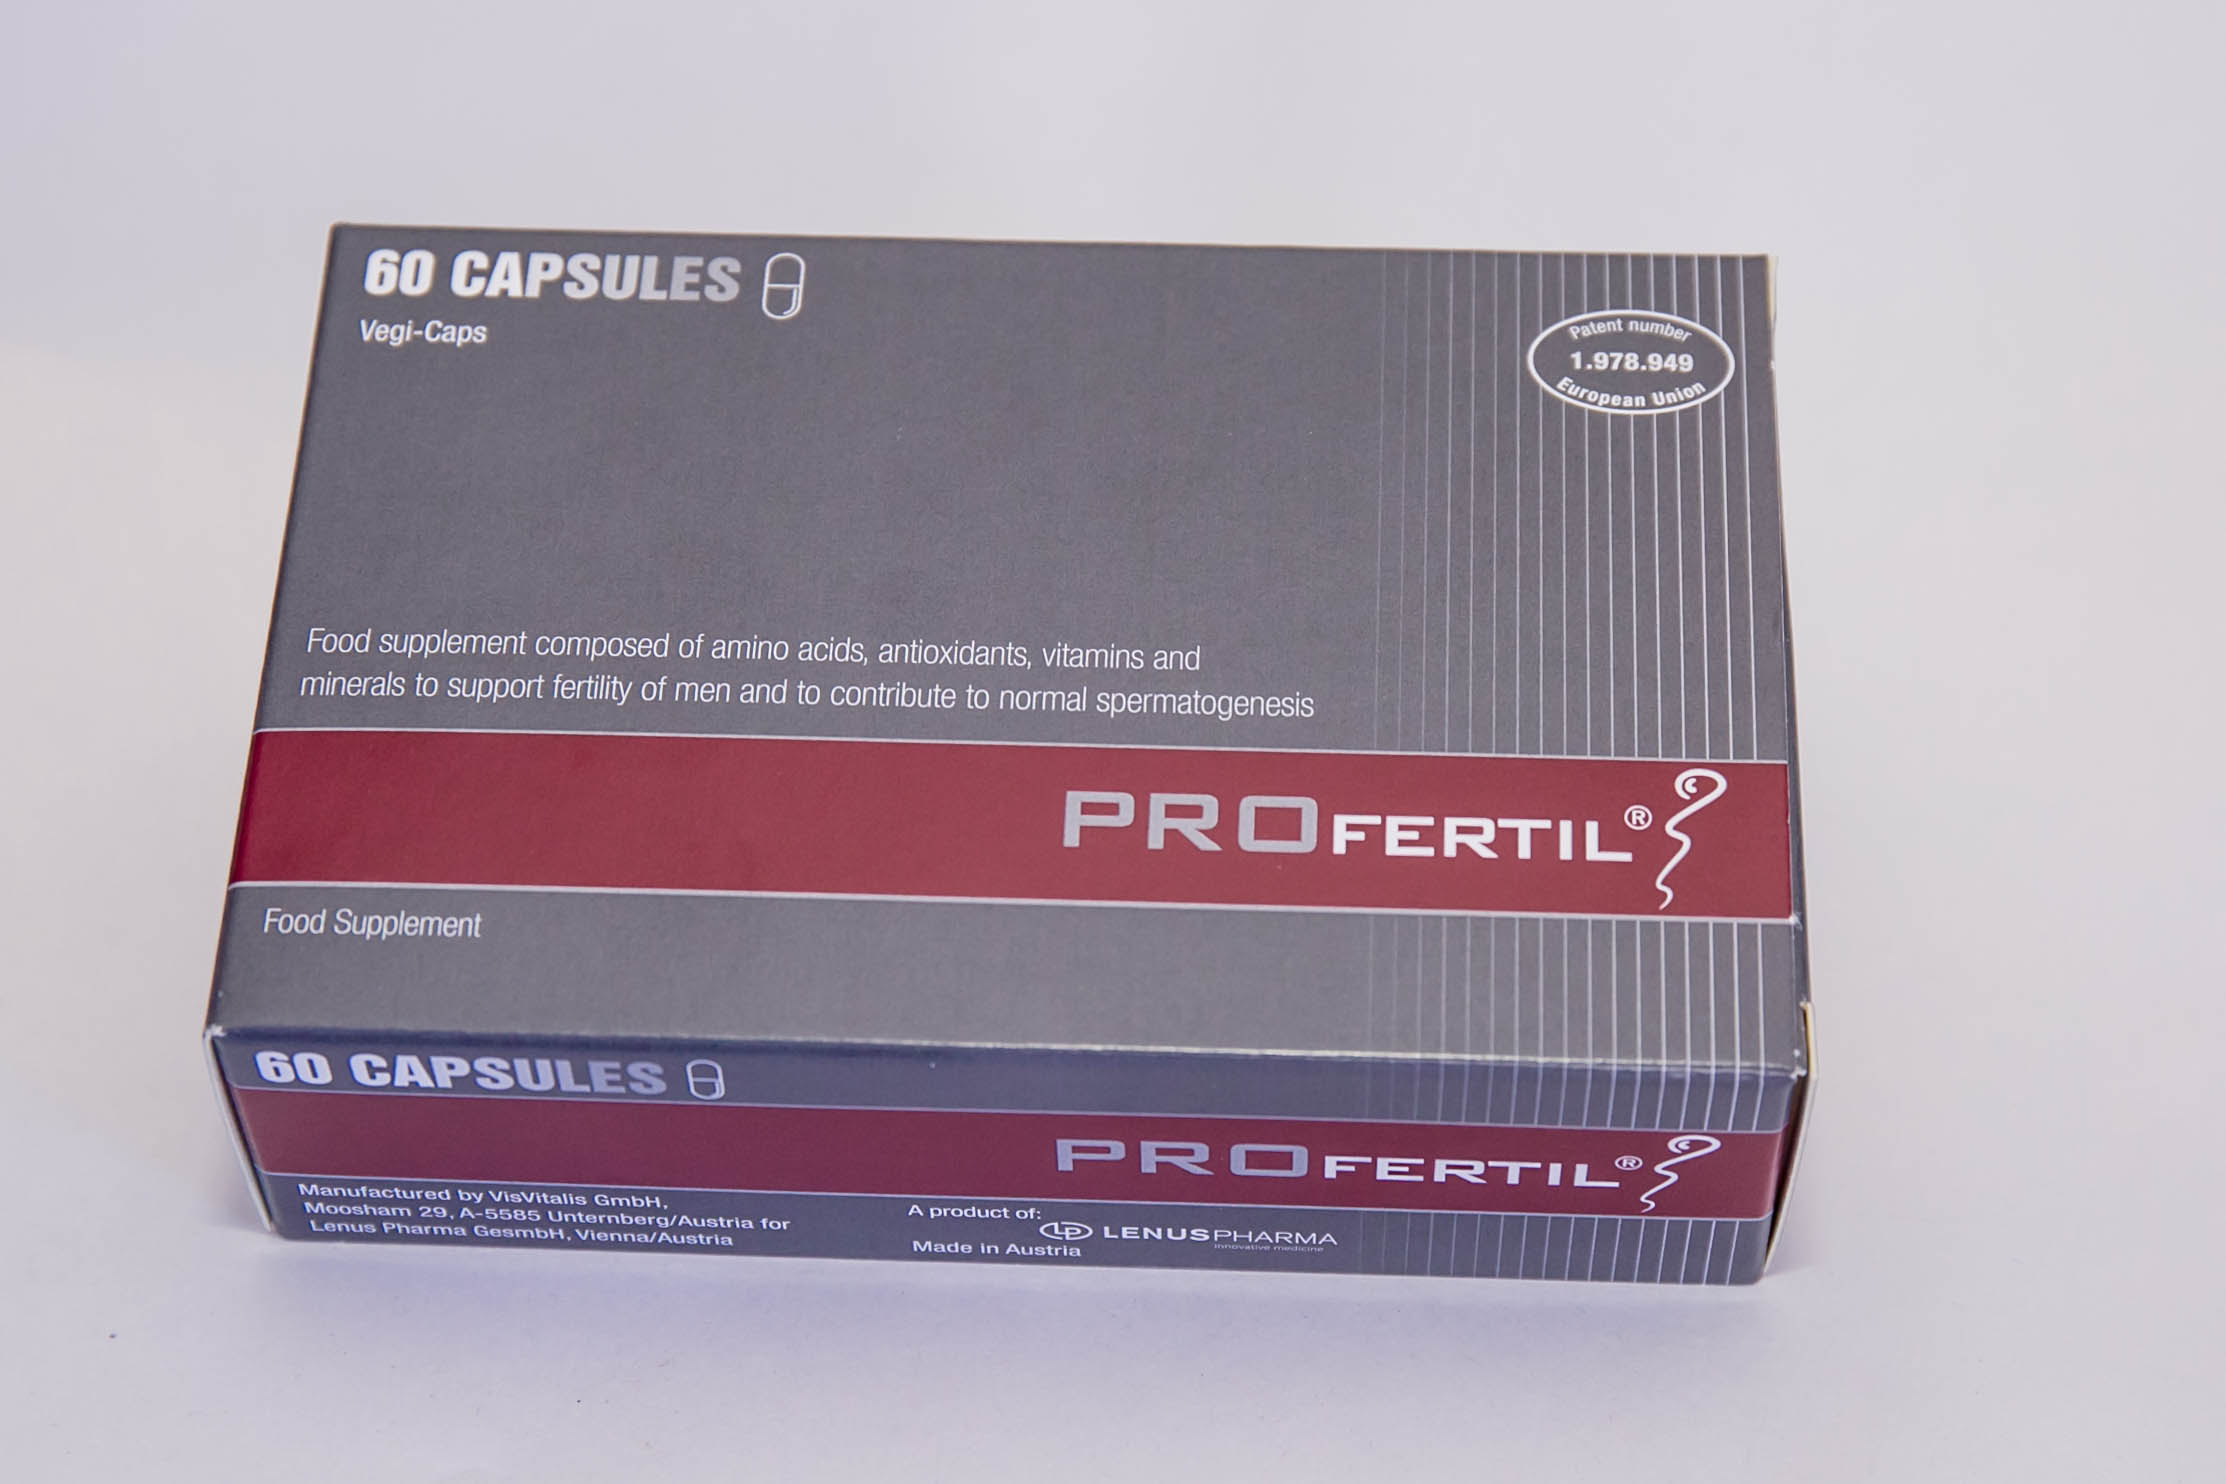 60 CAPSULES
Vegi-Caps
Patent number
1.978.949
European Union
Food supplement composed of amino acids, antioxidants, vitamins and
minerals to support fertility of men and to contribute to normal spermatogenesis
PROFERTIL®
Food Supplement
60 CAPSULES
PROFERTIL®
Manufactured by VisVitalis GmbH,
Moosham 29, A-5585 Unternberg/Austria for
Lenus Pharma GesmbH, Vienna/Austria
A product of:
LP LENUSPHARMA
innovative medicine
Made in Austria